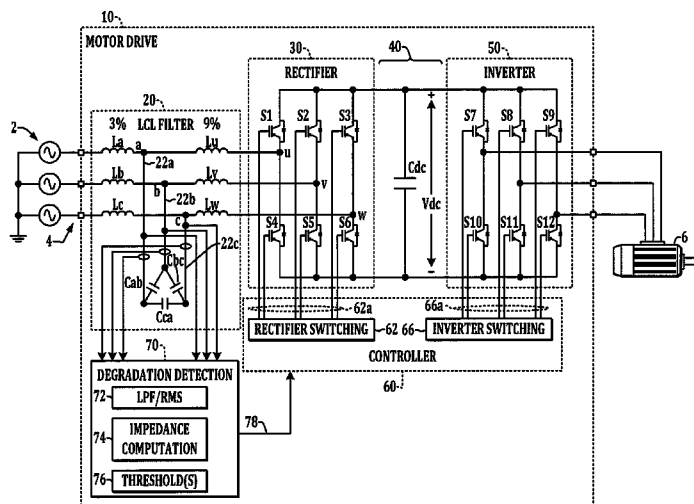 10
MOTOR DRIVE
30
RECTIFIER
40
50
INVERTER
20
3% LCL FILTER 9%
2
La a Lu
22a
Lb b 22b Lv
Lc c Lw
4
22c
Cab Cbc
Cca
S1 S2 S3
u
v
w
S4 S5 S6
Cdc
+
Vdc
-
S7 S8 S9
S10 S11 S12
6
62a
66a
RECTIFIER SWITCHING
62
66
INVERTER SWITCHING
CONTROLLER
60
70
DEGRADATION DETECTION
72
LPF/RMS
74
IMPEDANCE
COMPUTATION
76
THRESHOLD(S)
78